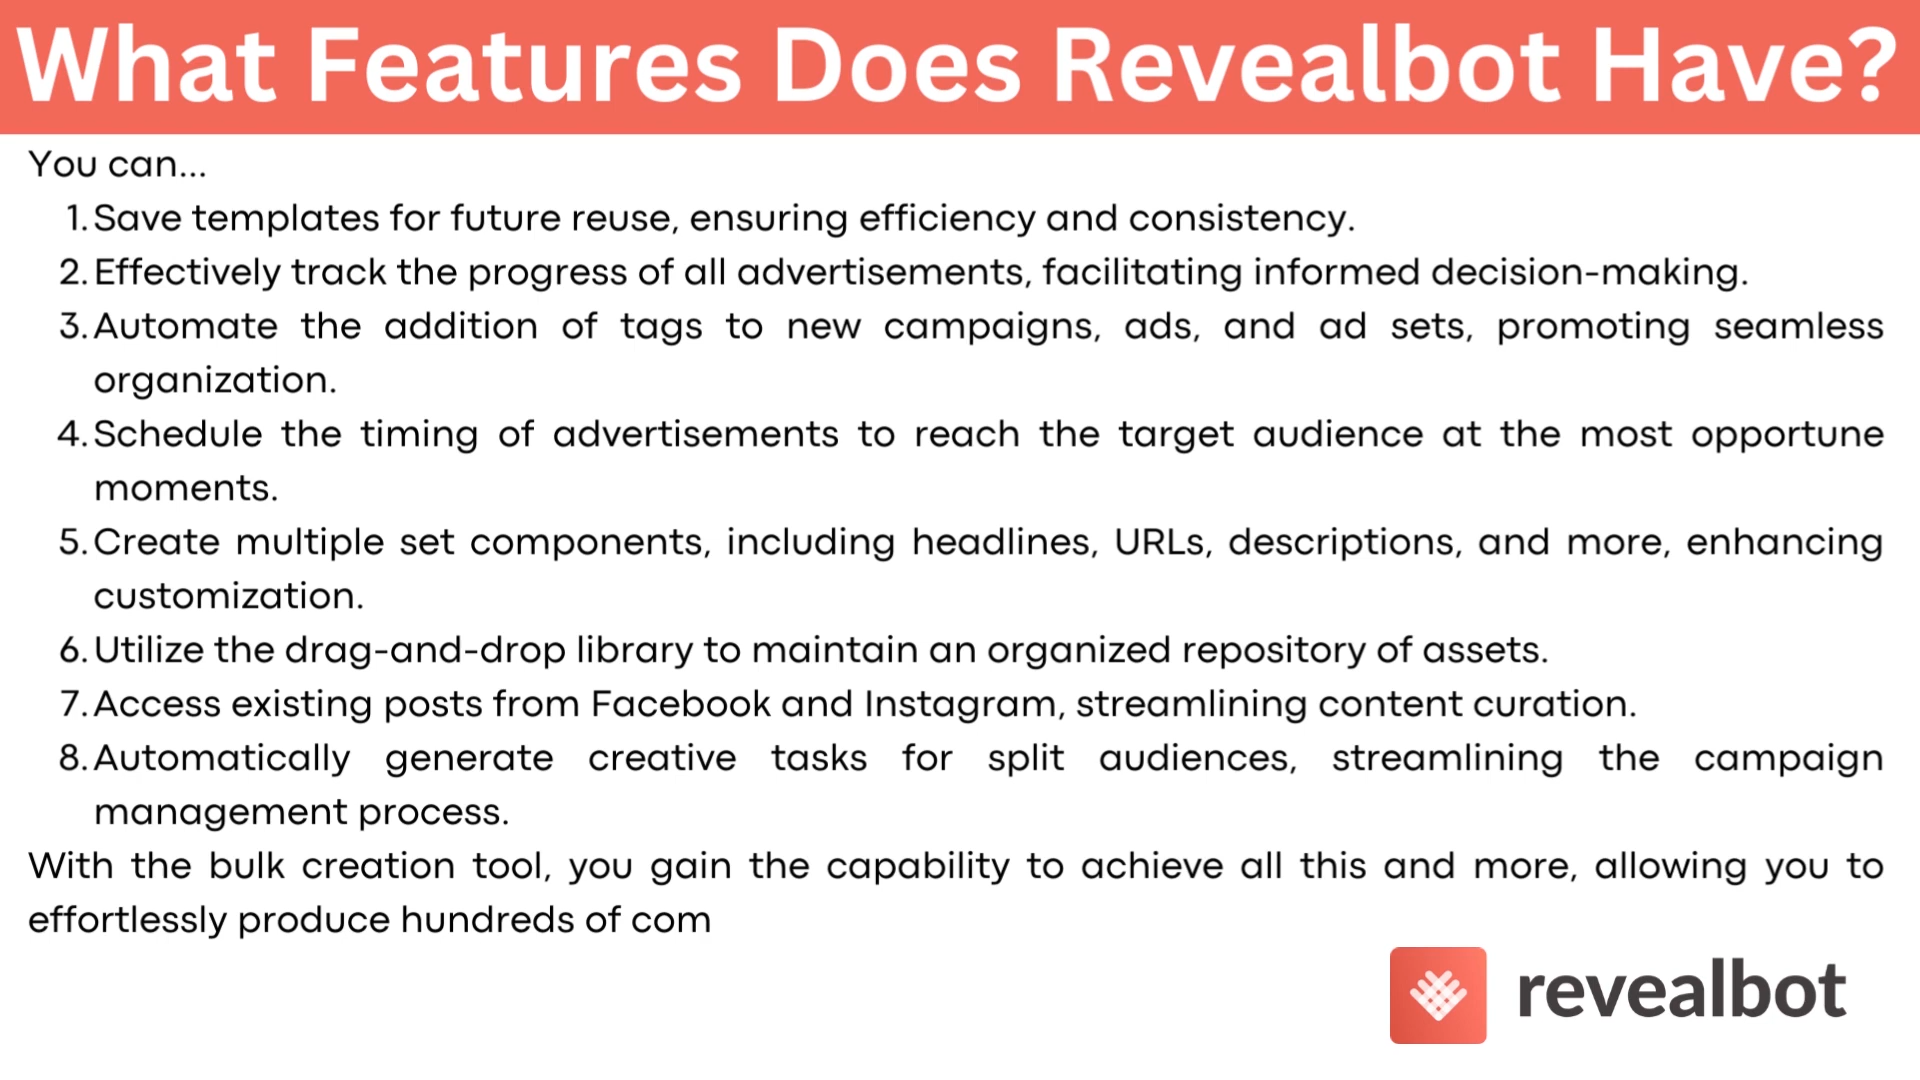 What Features Does Revealbot Have?
You can...
1. Save templates for future reuse, ensuring efficiency and consistency.
2. Effectively track the progress of all advertisements, facilitating informed decision-making.
3. Automate the addition of tags to new campaigns, ads, and ad sets, promoting seamless
organization.
4. Schedule the timing of advertisements to reach the target audience at the most opportune
moments.
5. Create multiple set components, including headlines, URLs, descriptions, and more, enhancing
customization.
6. Utilize the drag-and-drop library to maintain an organized repository of assets.
7. Access existing posts from Facebook and Instagram, streamlining content curation.
8. Automatically generate creative tasks for split audiences, streamlining the campaign
management process.
With the bulk creation tool, you gain the capability to achieve all this and more, allowing you to
effortlessly produce hundreds of com
revealbot